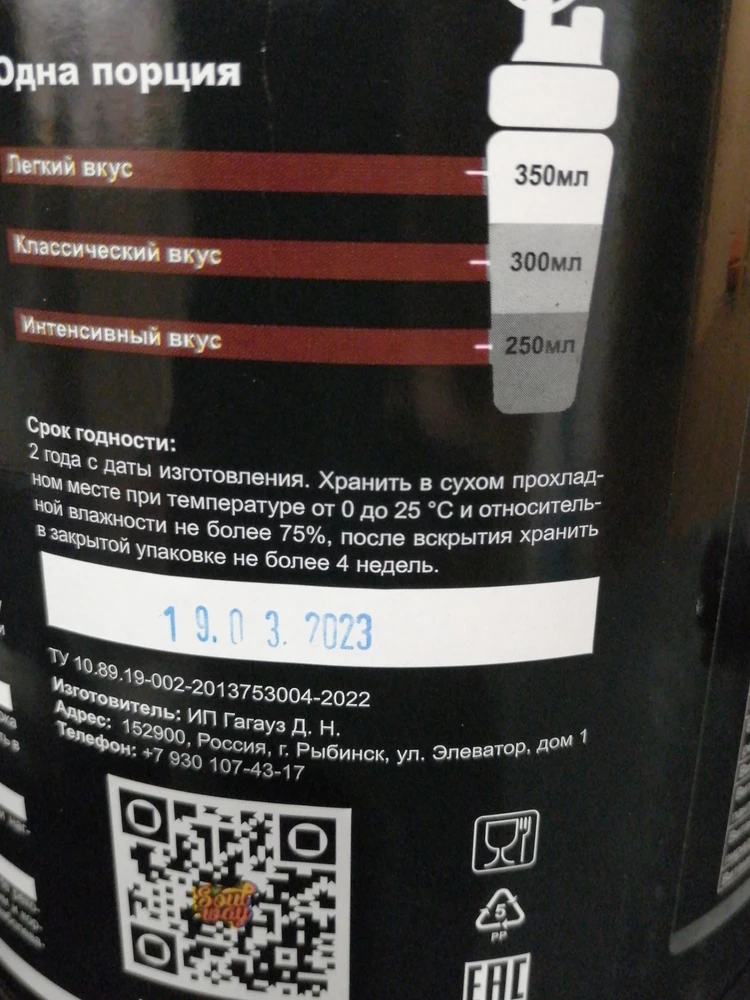 Одна порция
Легкий вкус
350мл
Классический вкус
300мл
Интенсивный вкус
250мл
Срок годности:
2 года с даты изготовления. Хранить в сухом прохлад-
ном месте при температуре от 0 до 25 °C и относитель-
ной влажности не более 75%, после вскрытия хранить
в закрытой упаковке не более 4 недель.
19.03.2023
ТУ 10.89.19-002-2013753004-2022
Изготовитель: ИП Гагауз Д. Н.
Адрес: 152900, Россия, г. Рыбинск, ул. Элеватор, дом 1
Телефон: +7 930 107-43-17
Soul
way
5
PP
EAC